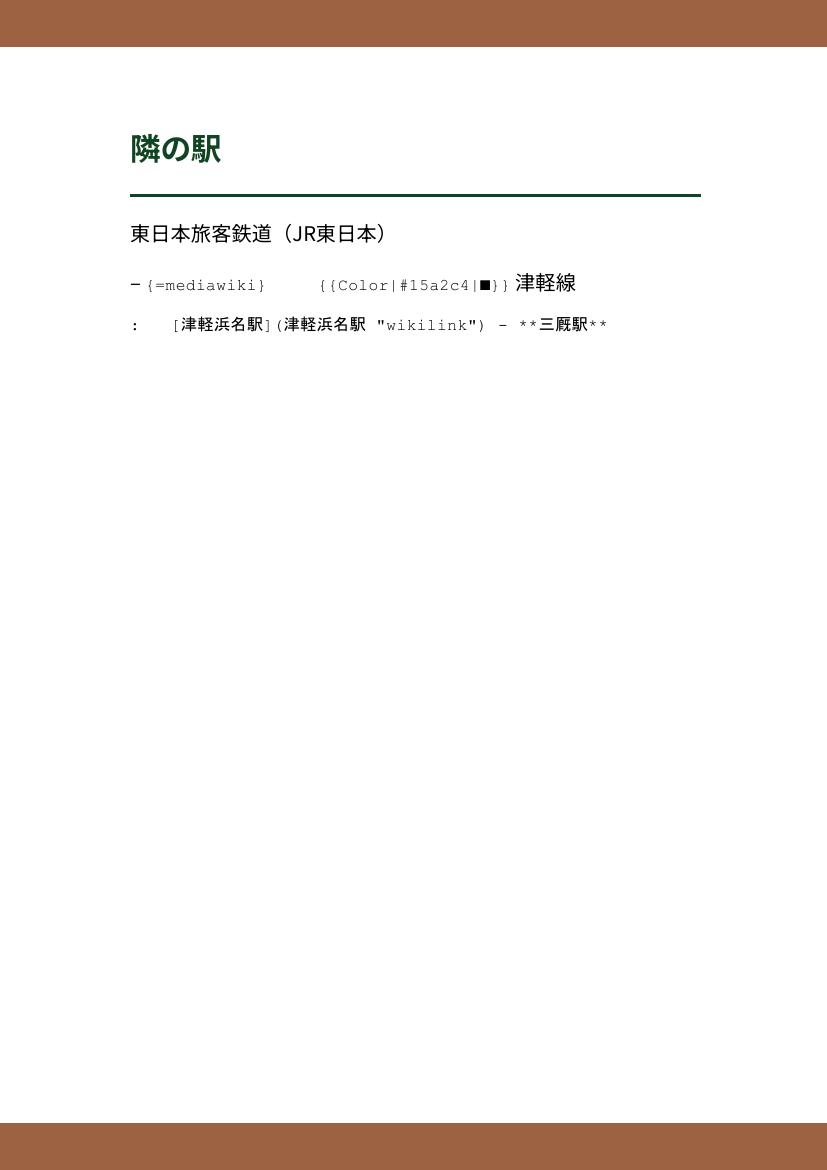 隣の駅
東日本旅客鉄道（JR東日本）
– {=mediawiki} {{Color|#15a2c4|■}} 津軽線
: [津軽浜名駅](津軽浜名駅 "wikilink") - **三厩駅**